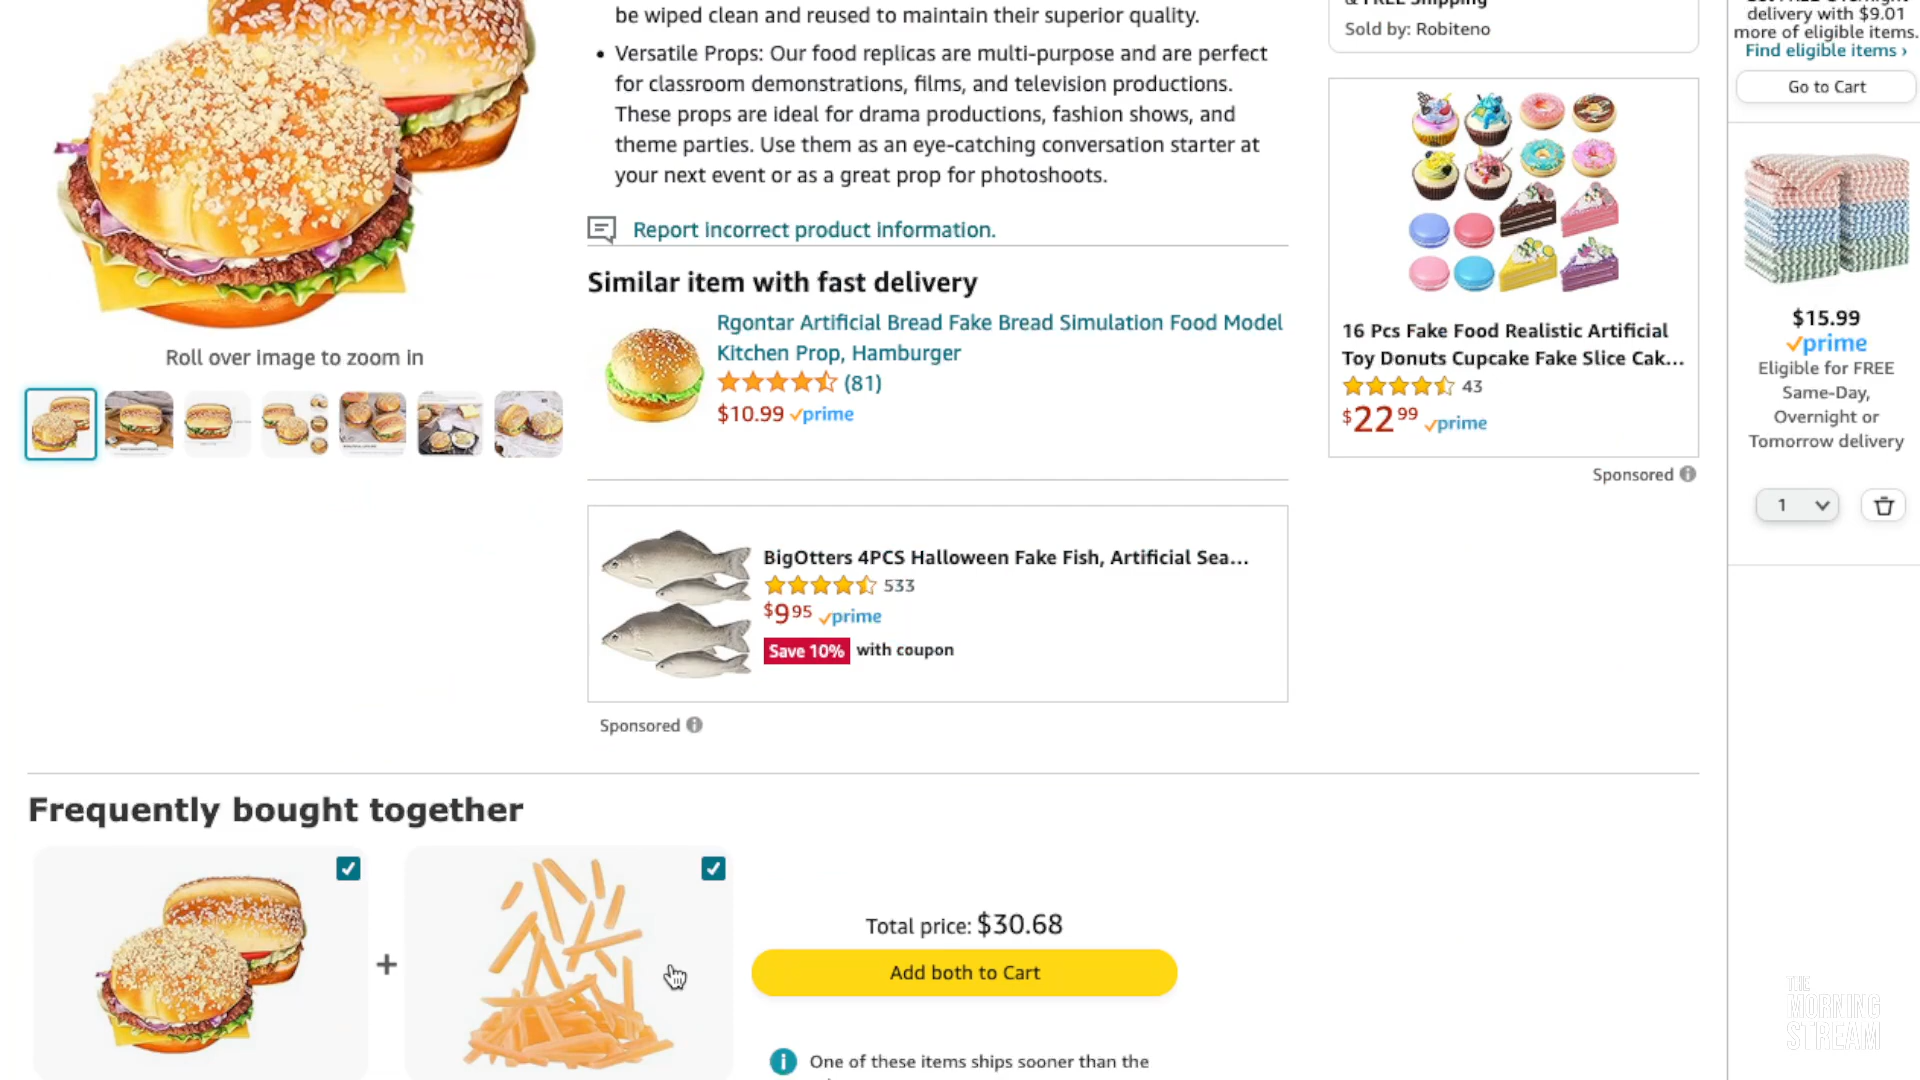 be wiped clean and reused to maintain their superior quality.
• Versatile Props: Our food replicas are multi-purpose and are perfect
for classroom demonstrations, films, and television productions.
These props are ideal for drama productions, fashion shows, and
theme parties. Use them as an eye-catching conversation starter at
your next event or as a great prop for photoshoots.
Report incorrect product information.
Roll over image to zoom in
Similar item with fast delivery
Rgontar Artificial Bread Fake Bread Simulation Food Model
Kitchen Prop, Hamburger
(81)
$10.99 prime
BigOtters 4PCS Halloween Fake Fish, Artificial Sea...
533
$9 95 prime
Save 10% with coupon
Sponsored
& FREE Shipping
Sold by: Robiteno
16 Pcs Fake Food Realistic Artificial
Toy Donuts Cupcake Fake Slice Cak...
43
$22 99 prime
Sponsored
delivery with $9.01
more of eligible items.
Find eligible items ›
Go to Cart
$15.99
prime
Eligible for FREE
Same-Day,
Overnight or
Tomorrow delivery
1
Frequently bought together
+
Total price: $30.68
Add both to Cart
One of these items ships sooner than the
THE
MORNING
STREAM